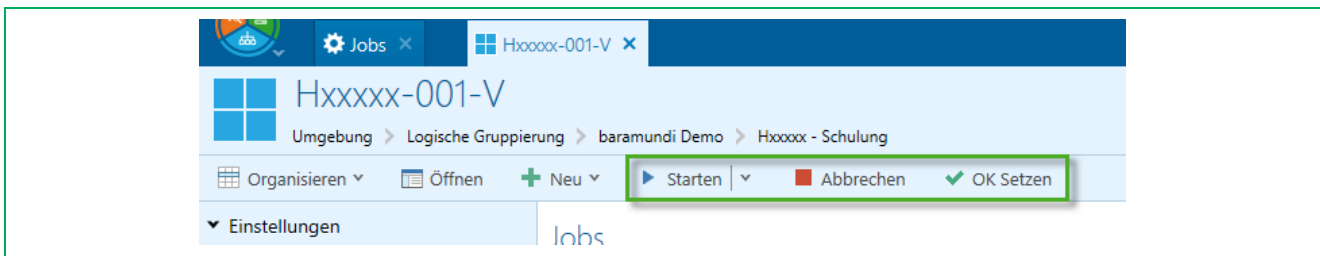 Jobs Hxxxxx-001-V
Hxxxxx-001-V
Umgebung > Logische Gruppierung > baramundi Demo > Hxxxxx - Schulung
Organisieren Öffnen Neu Starten Abbrechen OK Setzen
Einstellungen
Jobs